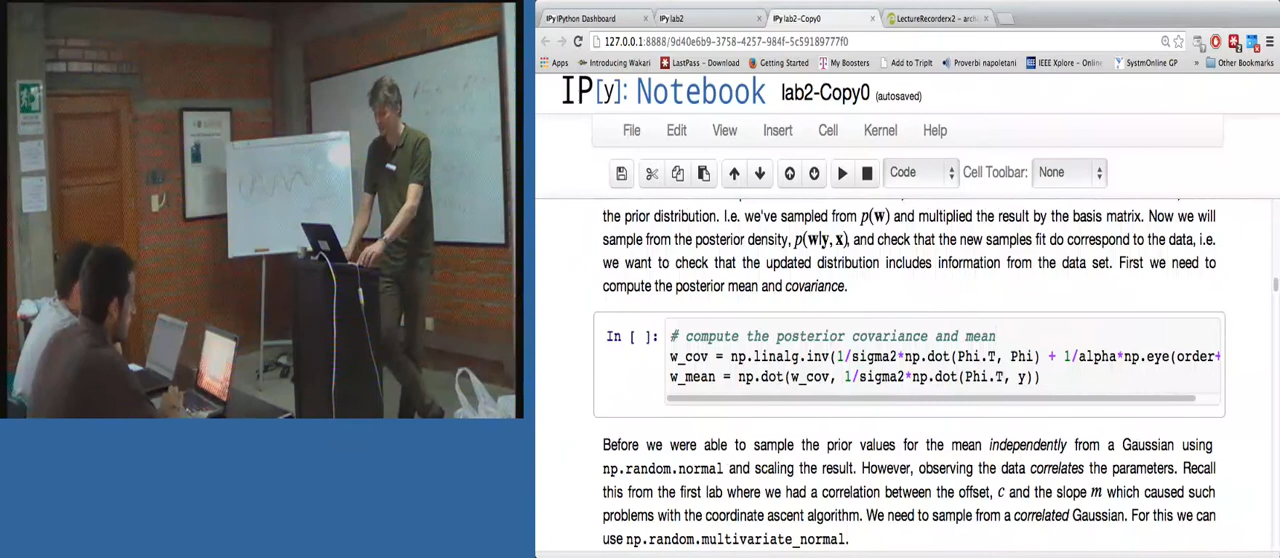 IPy IPython Dashboard
IPy lab2
IPy lab2-Copy0
LectureRecorderx2 – arch
127.0.0.1:8888/9d40e6b9-3758-4257-984f-5c59189777f0
Apps
Introducing Wakari
LastPass - Download
Getting Started
My Boosters
Add to TripIt
Proverbi napoletani
IEEE Xplore - Online
SystmOnline GP
»
Other Bookmarks
IP[y]: Notebook lab2-Copy0 (autosaved)
File Edit View Insert Cell Kernel Help
Code Cell Toolbar: None
the prior distribution. I.e. we've sampled from p(w) and multiplied the result by the basis matrix. Now we will
sample from the posterior density, p(w|y, x), and check that the new samples fit do correspond to the data, i.e.
we want to check that the updated distribution includes information from the data set. First we need to
compute the posterior mean and covariance.
In [ ]: # compute the posterior covariance and mean
w_cov = np.linalg.inv(1/sigma2*np.dot(Phi.T, Phi) + 1/alpha*np.eye(order+
w_mean = np.dot(w_cov, 1/sigma2*np.dot(Phi.T, y))
Before we were able to sample the prior values for the mean independently from a Gaussian using
np.random.normal and scaling the result. However, observing the data correlates the parameters. Recall
this from the first lab where we had a correlation between the offset, c and the slope m which caused such
problems with the coordinate ascent algorithm. We need to sample from a correlated Gaussian. For this we can
use np.random.multivariate_normal.